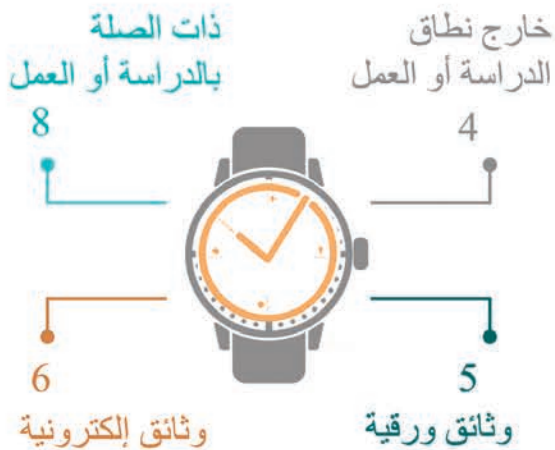 خارج نطاق
الدراسة أو العمل
4
ذات الصلة
بالدراسة أو العمل
8
5
وثائق ورقية
6
وثائق إلكترونية